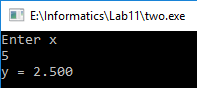 E:\Informatics\Lab11\two.exe
Enter x
5
y = 2.500